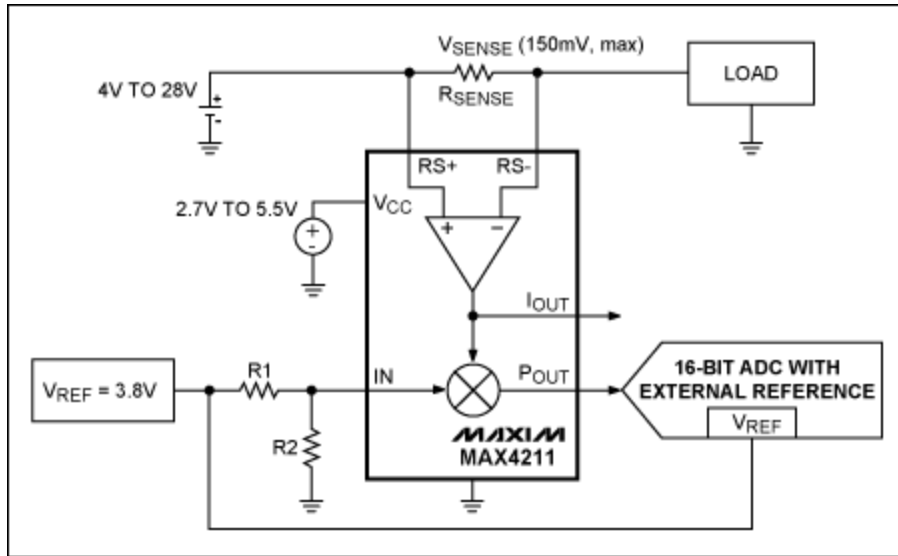 VSENSE (150mV, max)
RSENSE
LOAD
4V TO 28V
+
-
RS+
RS-
2.7V TO 5.5V
VCC
+
-
+
−
IOUT
VREF = 3.8V
R1
IN
POUT
16-BIT ADC WITH
EXTERNAL REFERENCE
VREF
R2
MAXIM
MAX4211